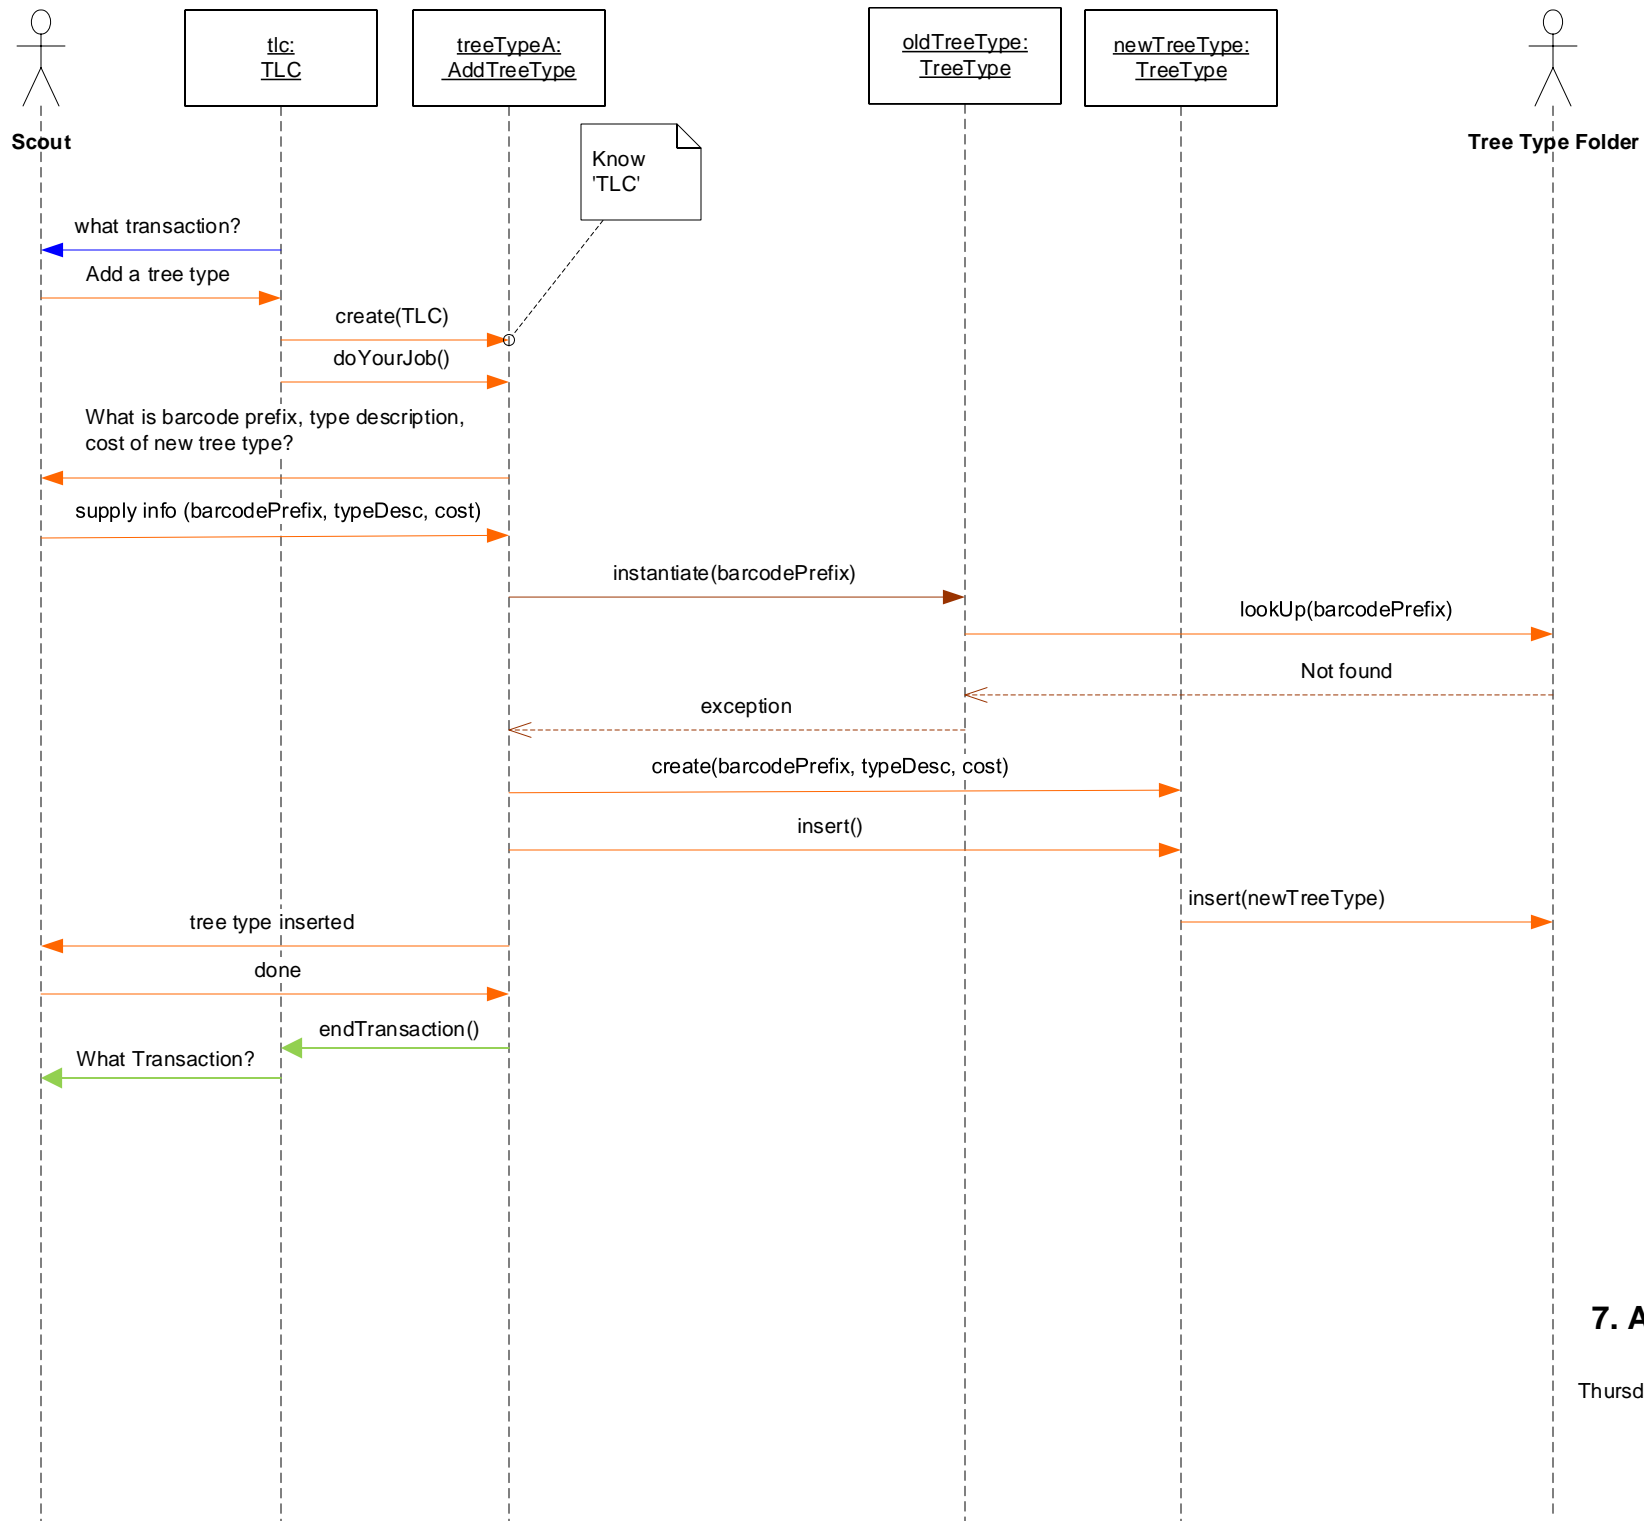 tlc:
TLC
treeTypeA:
AddTreeType
oldTreeType:
TreeType
newTreeType:
TreeType
Scout
Tree Type Folder
Know
'TLC'
what transaction?
Add a tree type
create(TLC)
doYourJob()
What is barcode prefix, type description,
cost of new tree type?
supply info (barcodePrefix, typeDesc, cost)
instantiate(barcodePrefix)
lookUp(barcodePrefix)
Not found
exception
create(barcodePrefix, typeDesc, cost)
insert()
insert(newTreeType)
tree type inserted
done
endTransaction()
What Transaction?
7. A
Thursd